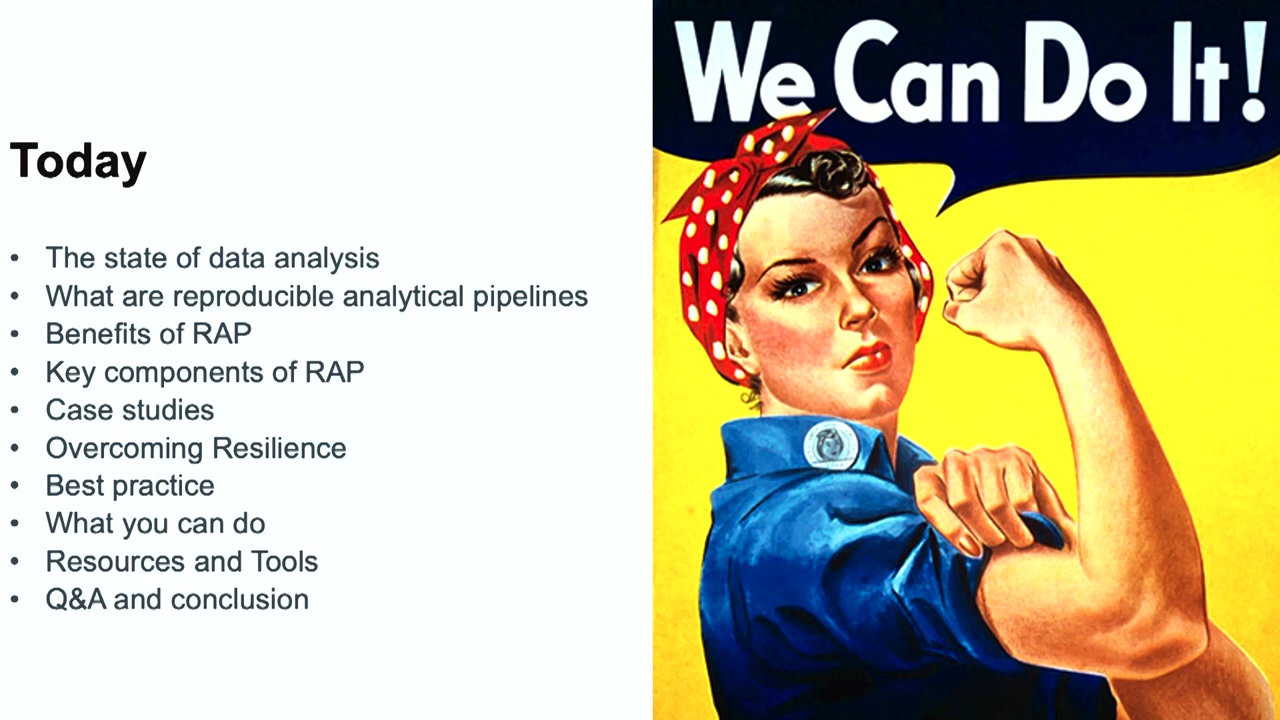 Today
• The state of data analysis
• What are reproducible analytical pipelines
• Benefits of RAP
• Key components of RAP
• Case studies
• Overcoming Resilience
• Best practice
• What you can do
• Resources and Tools
• Q&A and conclusion
We Can Do It!